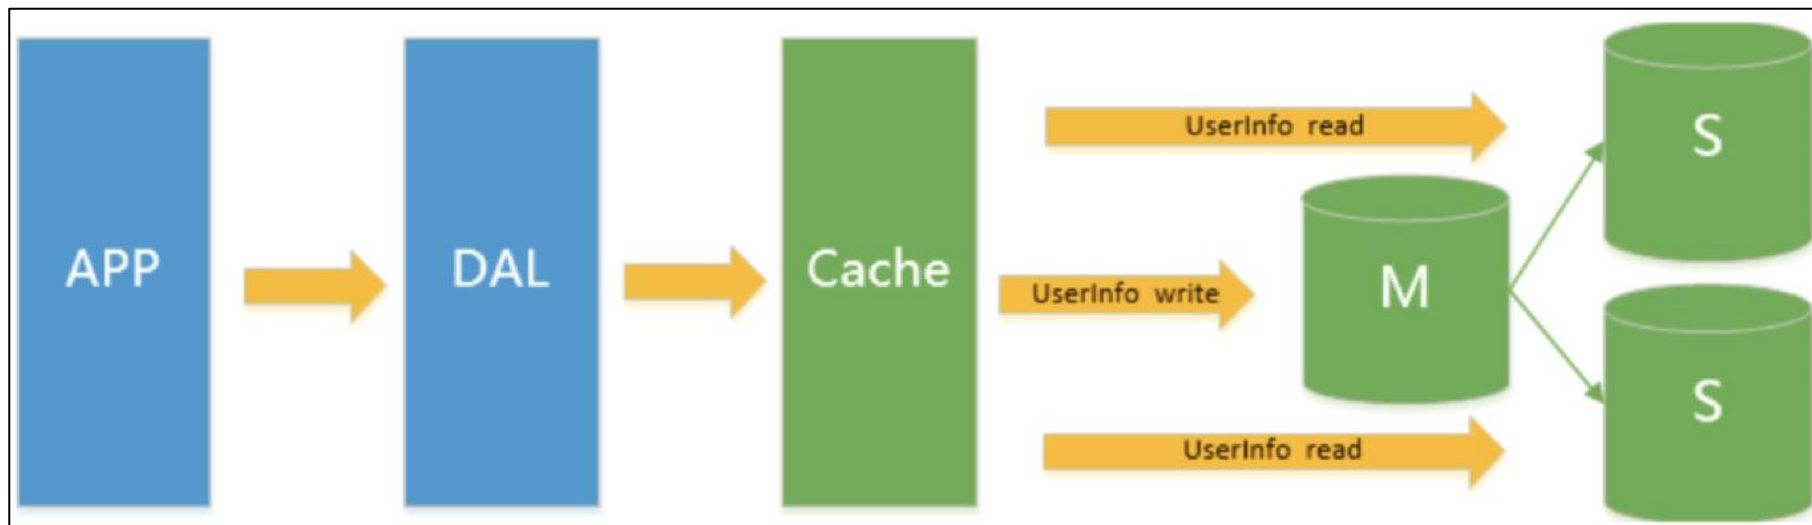 APP
DAL
Cache
UserInfo read
UserInfo write
UserInfo read
M
S
S